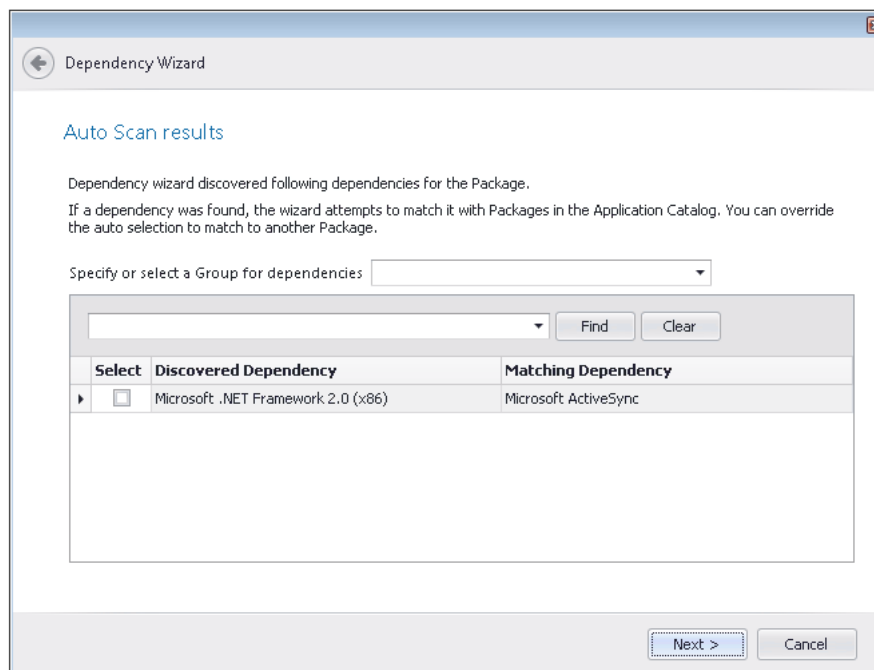 Dependency Wizard
Auto Scan results
Dependency wizard discovered following dependencies for the Package.
If a dependency was found, the wizard attempts to match it with Packages in the Application Catalog. You can override
the auto selection to match to another Package.
Specify or select a Group for dependencies
Find Clear
Select Discovered Dependency Matching Dependency
Microsoft .NET Framework 2.0 (x86) Microsoft ActiveSync
Next > Cancel